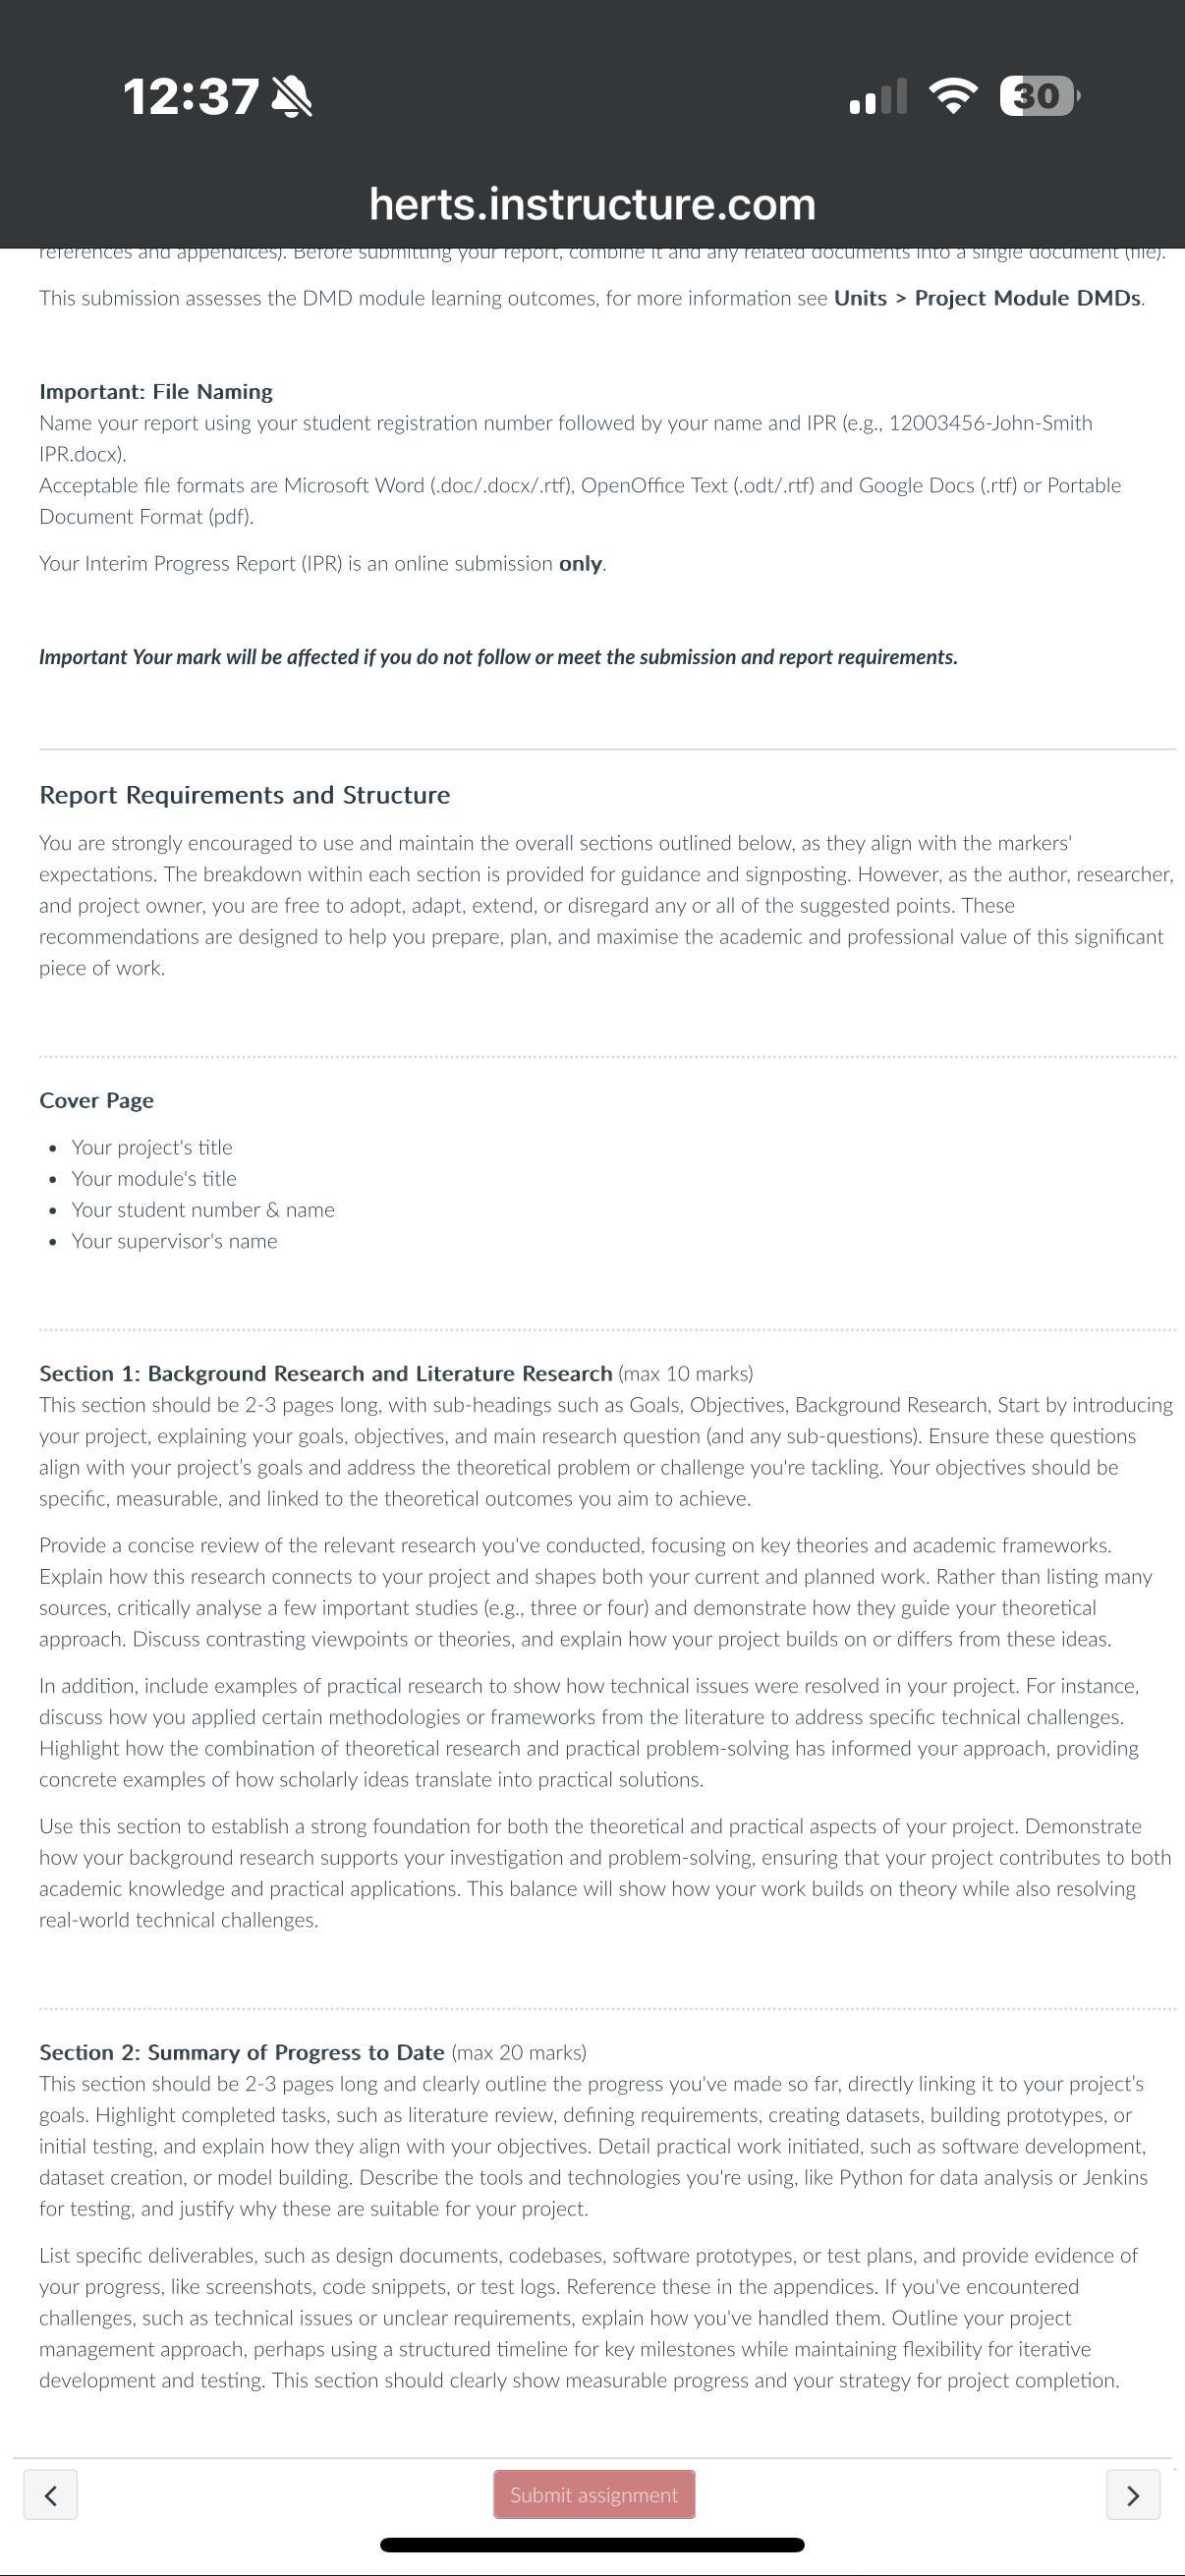 12:37
30
herts.instructure.com
references and appendices). Before submitting your report, combine it and any related documents into a single document (file).
This submission assesses the DMD module learning outcomes, for more information see Units > Project Module DMDs.
Important: File Naming
Name your report using your student registration number followed by your name and IPR (e.g., 12003456-John-Smith
IPR.docx).
Acceptable file formats are Microsoft Word (.doc/.docx/.rtf), OpenOffice Text (.odt/.rtf) and Google Docs (.rtf) or Portable
Document Format (pdf).
Your Interim Progress Report (IPR) is an online submission only.
Important Your mark will be affected if you do not follow or meet the submission and report requirements.
Report Requirements and Structure
You are strongly encouraged to use and maintain the overall sections outlined below, as they align with the markers'
expectations. The breakdown within each section is provided for guidance and signposting. However, as the author, researcher,
and project owner, you are free to adopt, adapt, extend, or disregard any or all of the suggested points. These
recommendations are designed to help you prepare, plan, and maximise the academic and professional value of this significant
piece of work.
Cover Page
• Your project's title
• Your module's title
• Your student number & name
• Your supervisor's name
Section 1: Background Research and Literature Research (max 10 marks)
This section should be 2-3 pages long, with sub-headings such as Goals, Objectives, Background Research, Start by introducing
your project, explaining your goals, objectives, and main research question (and any sub-questions). Ensure these questions
align with your project's goals and address the theoretical problem or challenge you're tackling. Your objectives should be
specific, measurable, and linked to the theoretical outcomes you aim to achieve.
Provide a concise review of the relevant research you've conducted, focusing on key theories and academic frameworks.
Explain how this research connects to your project and shapes both your current and planned work. Rather than listing many
sources, critically analyse a few important studies (e.g., three or four) and demonstrate how they guide your theoretical
approach. Discuss contrasting viewpoints or theories, and explain how your project builds on or differs from these ideas.
In addition, include examples of practical research to show how technical issues were resolved in your project. For instance,
discuss how you applied certain methodologies or frameworks from the literature to address specific technical challenges.
Highlight how the combination of theoretical research and practical problem-solving has informed your approach, providing
concrete examples of how scholarly ideas translate into practical solutions.
Use this section to establish a strong foundation for both the theoretical and practical aspects of your project. Demonstrate
how your background research supports your investigation and problem-solving, ensuring that your project contributes to both
academic knowledge and practical applications. This balance will show how your work builds on theory while also resolving
real-world technical challenges.
Section 2: Summary of Progress to Date (max 20 marks)
This section should be 2-3 pages long and clearly outline the progress you've made so far, directly linking it to your project's
goals. Highlight completed tasks, such as literature review, defining requirements, creating datasets, building prototypes, or
initial testing, and explain how they align with your objectives. Detail practical work initiated, such as software development,
dataset creation, or model building. Describe the tools and technologies you're using, like Python for data analysis or Jenkins
for testing, and justify why these are suitable for your project.
List specific deliverables, such as design documents, codebases, software prototypes, or test plans, and provide evidence of
your progress, like screenshots, code snippets, or test logs. Reference these in the appendices. If you've encountered
challenges, such as technical issues or unclear requirements, explain how you've handled them. Outline your project
management approach, perhaps using a structured timeline for key milestones while maintaining flexibility for iterative
development and testing. This section should clearly show measurable progress and your strategy for project completion.
Submit assignment